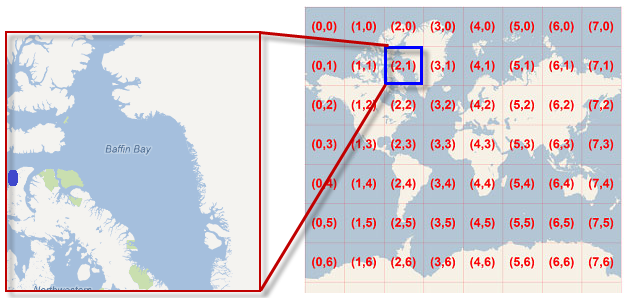 Baffin Bay
Northwestern
(0,0) (1,0) (2,0) (3,0) (4,0) (5,0) (6,0) (7,0)
(0,1) (1,1) (2,1) (3,1) (4,1) (5,1) (6,1) (7,1)
(0,2) (1,2) (2,2) (3,2) (4,2) (5,2) (6,2) (7,2)
(0,3) (1,3) (2,3) (3,3) (4,3) (5,3) (6,3) (7,3)
(0,4) (1,4) (2,4) (3,4) (4,4) (5,4) (6,4) (7,4)
(0,5) (1,5) (2,5) (3,5) (4,5) (5,5) (6,5) (7,5)
(0,6) (1,6) (2,6) (3,6) (4,6) (5,6) (6,6) (7,6)